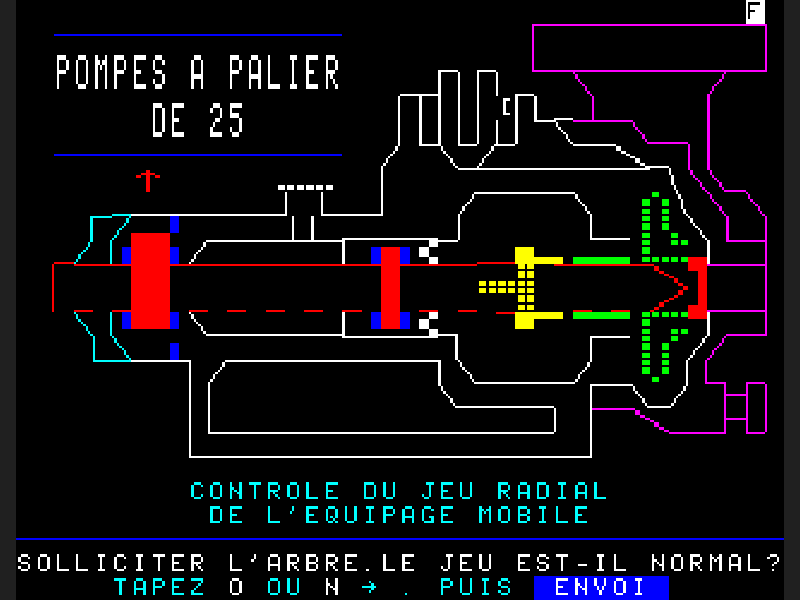 F
POMPES A PALIER
DE 25
CONTROLE DU JEU RADIAL
DE L'EQUIPAGE MOBILE
SOLLICITER L'ARBRE.LE JEU EST-IL NORMAL?
TAPEZ O OU N → . PUIS ENVOI